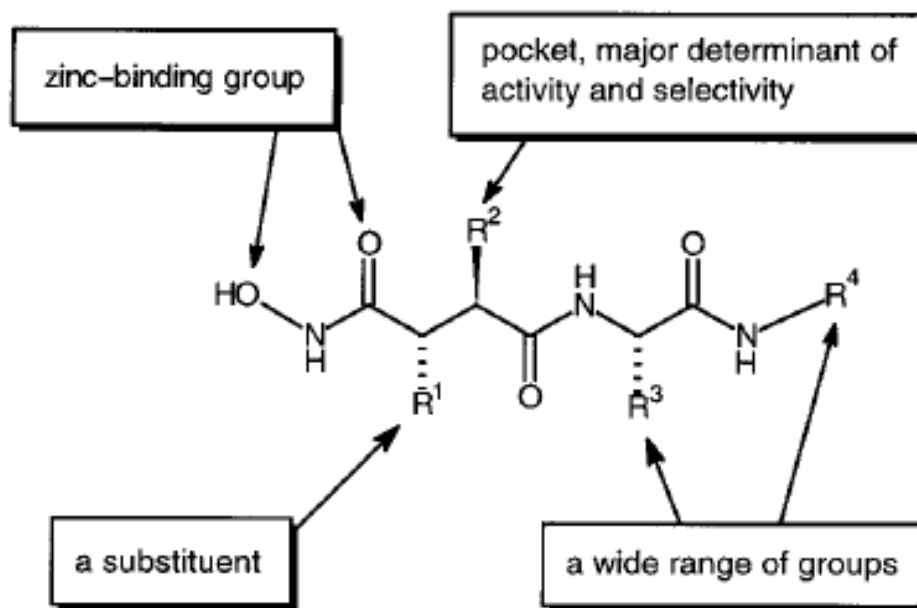 zinc-binding group
pocket, major determinant of
activity and selectivity
O
R²
H
O
HO
N
R⁴
N
H
N
H
R¹
O
R³
a substituent
a wide range of groups